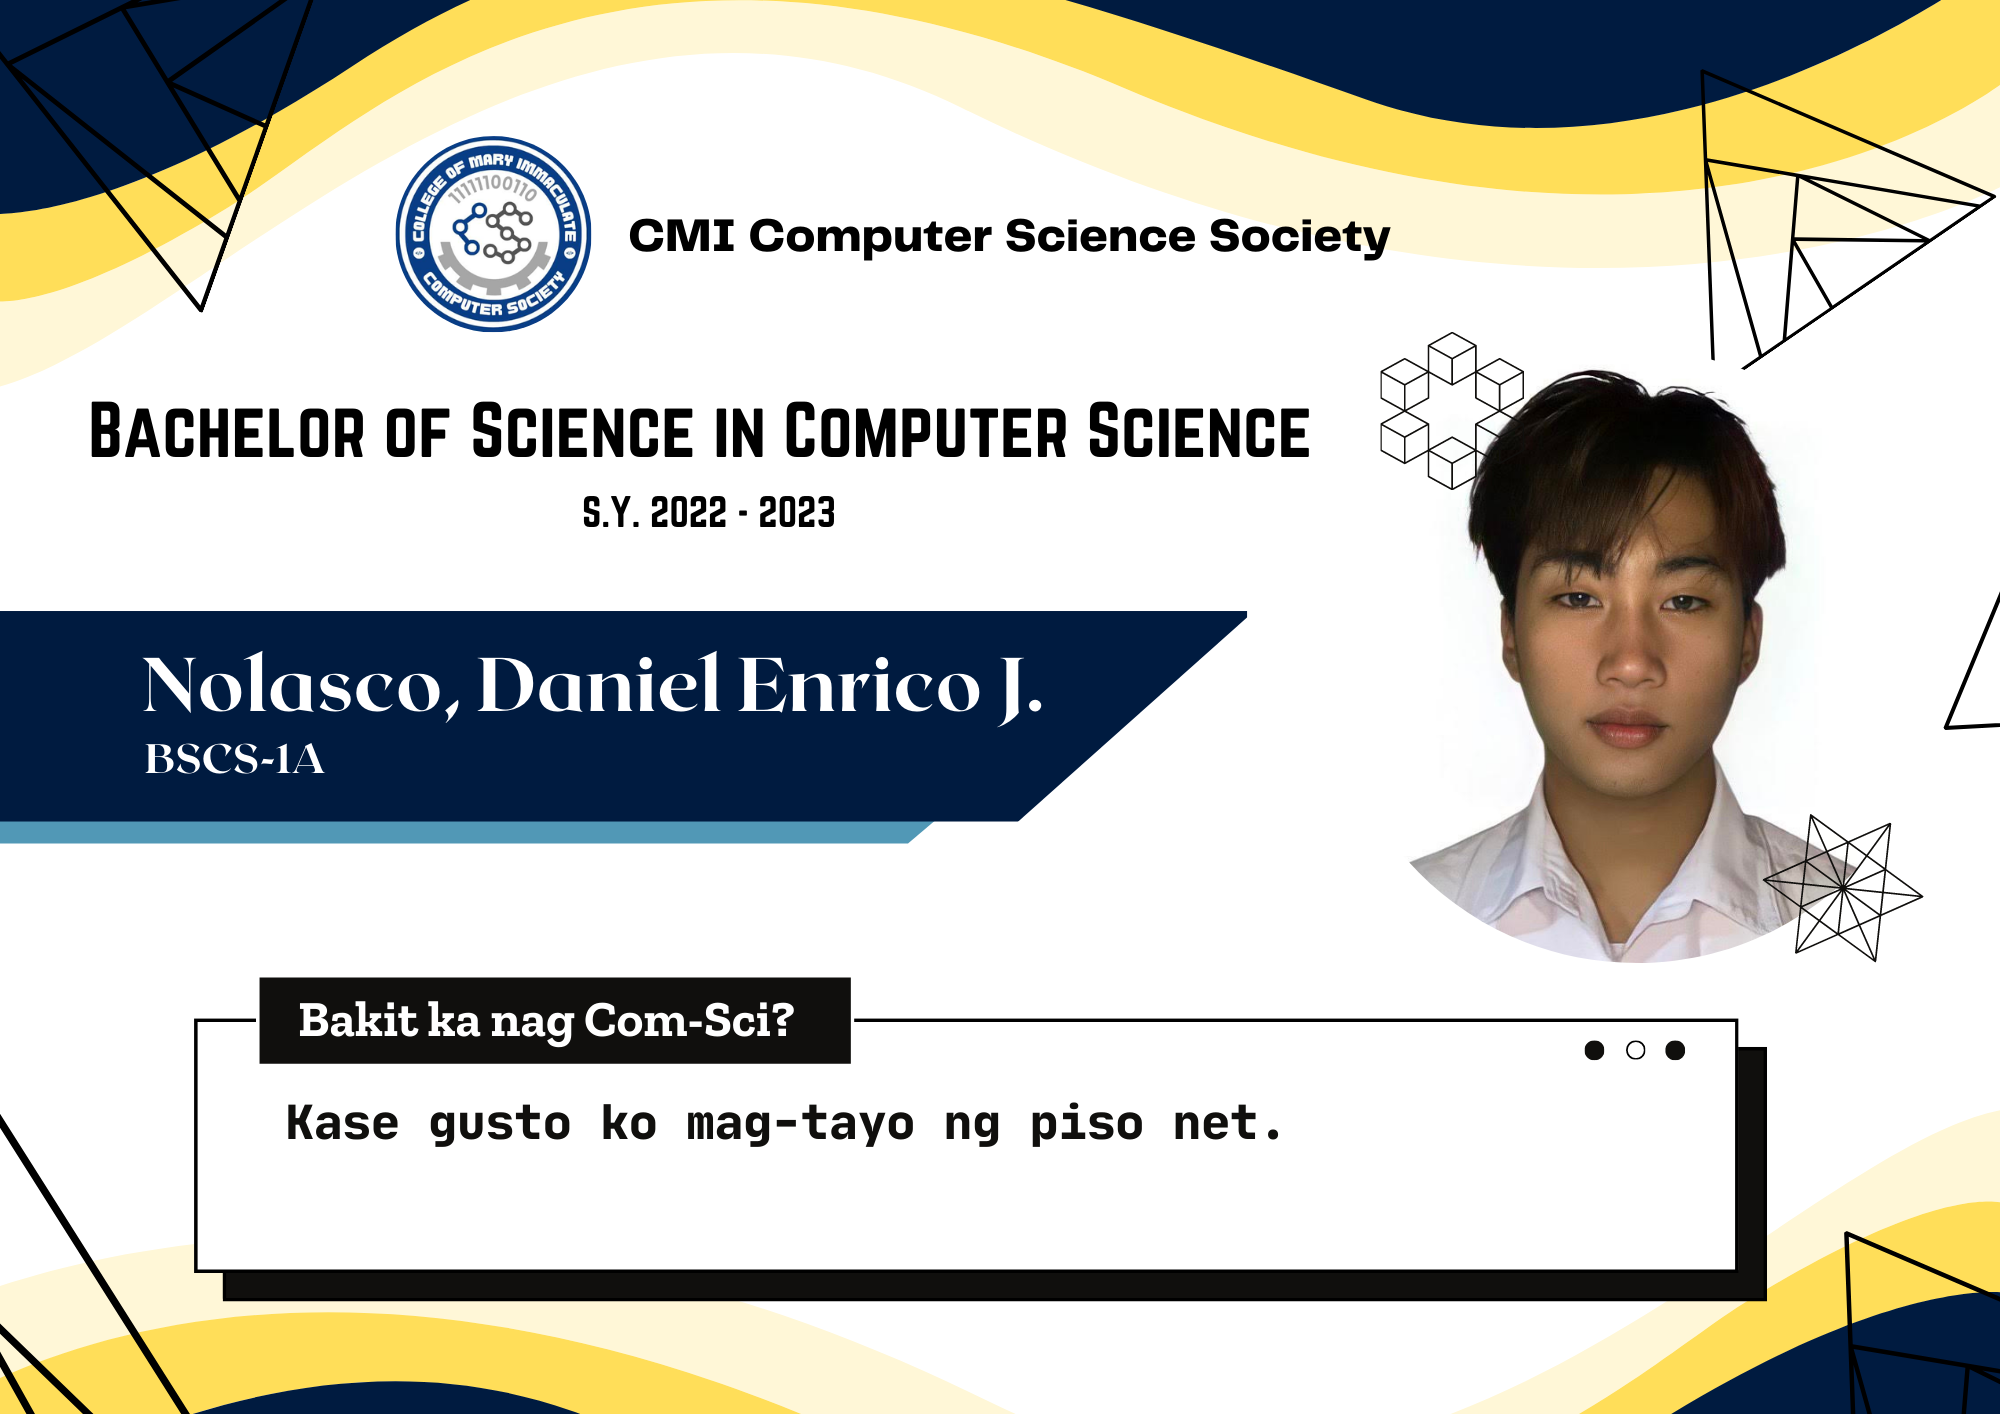 COLLEGE OF MARY IMMACULATE
11111100110
COMPUTER SOCIETY
CMI Computer Science Society
Bachelor of Science in Computer Science
S.Y. 2022 - 2023
Nolasco, Daniel Enrico J.
BSCS-1A
Bakit ka nag Com-Sci?
Kase gusto ko mag-tayo ng piso net.